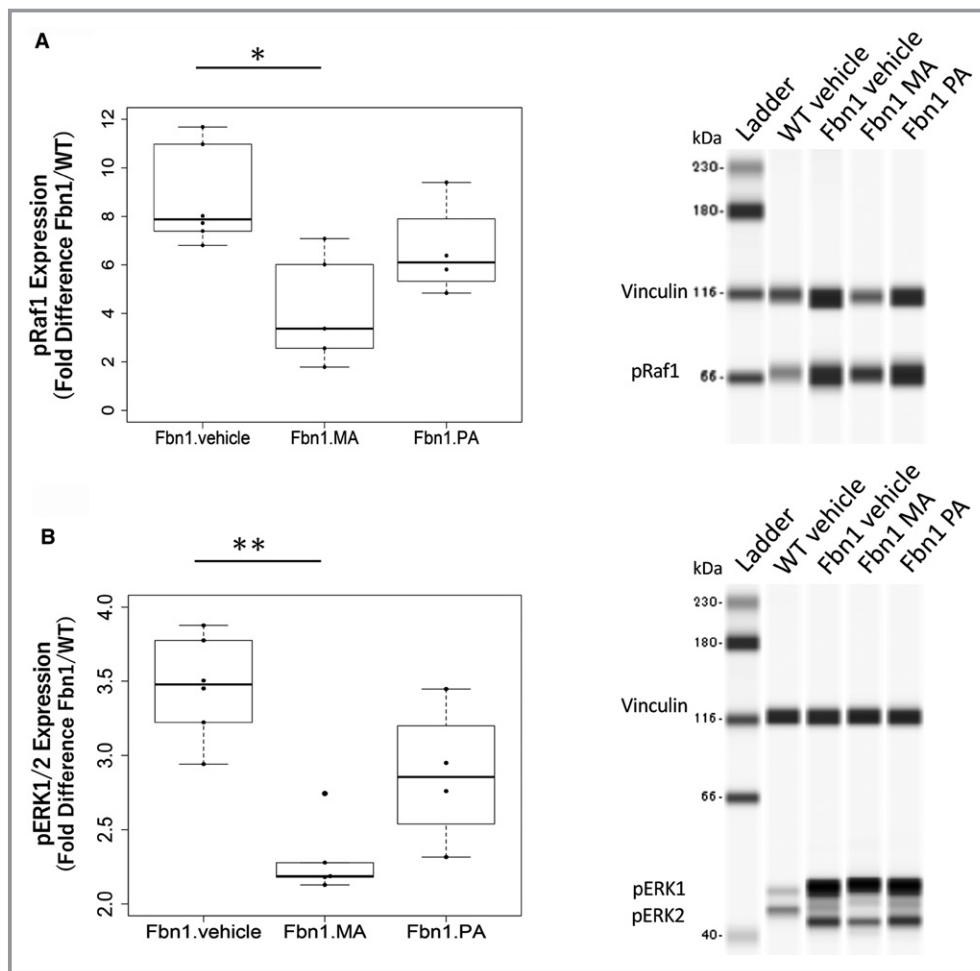 A
*
pRaf1 Expression
(Fold Difference Fbn1/WT)
12
10
8
6
4
2
0
Fbn1.vehicle Fbn1.MA Fbn1.PA
Ladder
WT vehicle
Fbn1 vehicle
Fbn1 MA
Fbn1 PA
kDa
230-
180-
Vinculin 116-
pRaf1 66-
B
**
pERK1/2 Expression
(Fold Difference Fbn1/WT)
4.0
3.5
3.0
2.5
2.0
Fbn1.vehicle Fbn1.MA Fbn1.PA
Ladder
WT vehicle
Fbn1 vehicle
Fbn1 MA
Fbn1 PA
kDa
230-
180-
Vinculin
116-
66-
pERK1
pERK2
40-